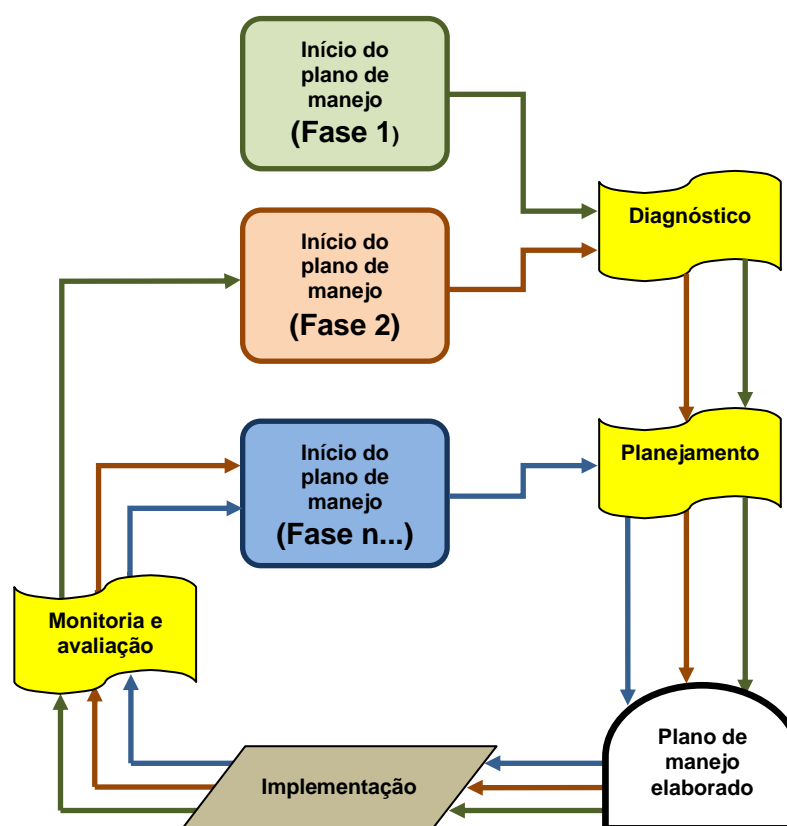 Início do
plano de
manejo
(Fase 1)
Diagnóstico
Início do
plano de
manejo
(Fase 2)
Início do
plano de
manejo
(Fase n...)
Planejamento
Monitoria e
avaliação
Implementação
Plano de
manejo
elaborado